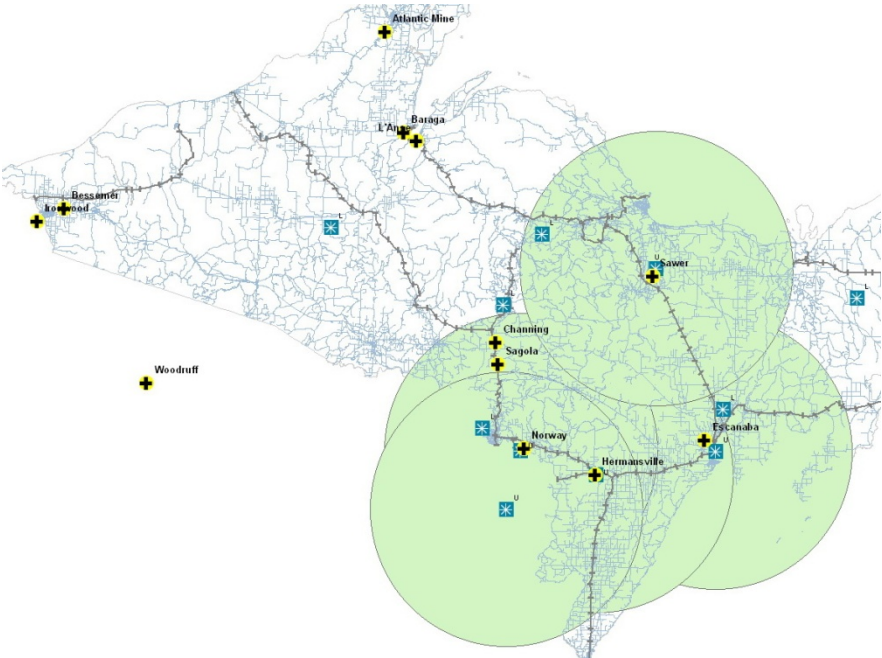 Atlantic Mine
Baraga
L'Anse
Bessemer
Ironwood
L
L
U
Sawer
L
L
Channing
Sagola
Woodruff
L
L
Escanaba
Norway
U
U
Hermansville
U
U